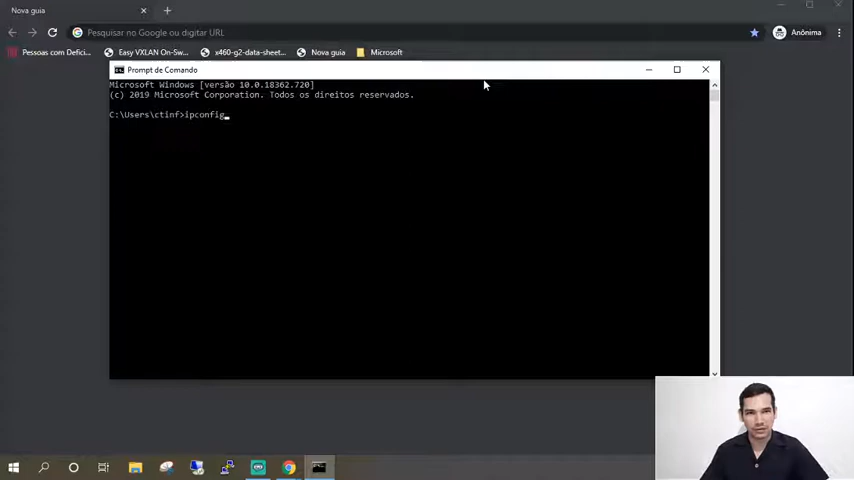 Nova guia
Pesquisar no Google ou digitar URL
Anônima
Pessoas com Defici...
Easy VXLAN On-Sw...
x460-g2-data-sheet...
Nova guia
Microsoft
Prompt de Comando
Microsoft Windows [versão 10.0.18362.720]
(c) 2019 Microsoft Corporation. Todos os direitos reservados.
C:\Users\ctinf>ipconfig